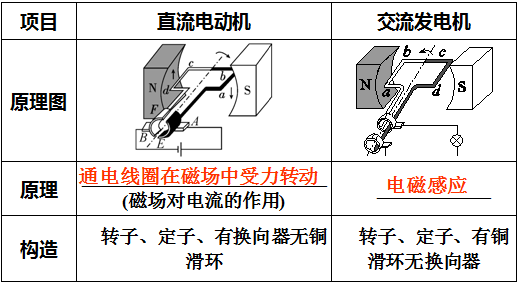 项目 直流电动机 交流发电机
原理图
N S d c b a F B E A
N S b c a d
原理
通电线圈在磁场中受力转动
(磁场对电流的作用)
电磁感应
构造
转子、定子、有换向器无铜
滑环
转子、定子、有铜
滑环无换向器